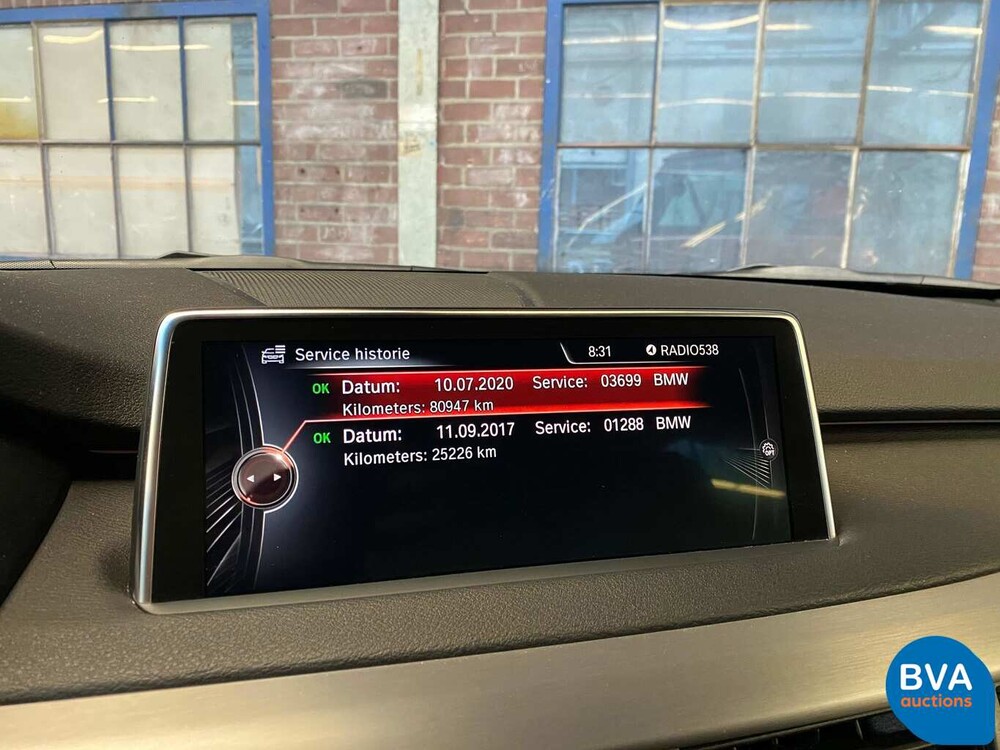 Service historie 8:31 RADIO538
OK Datum: 10.07.2020 Service: 03699 BMW
Kilometers: 80947 km
OK Datum: 11.09.2017 Service: 01288 BMW
Kilometers: 25226 km
OFF
BVA
auctions